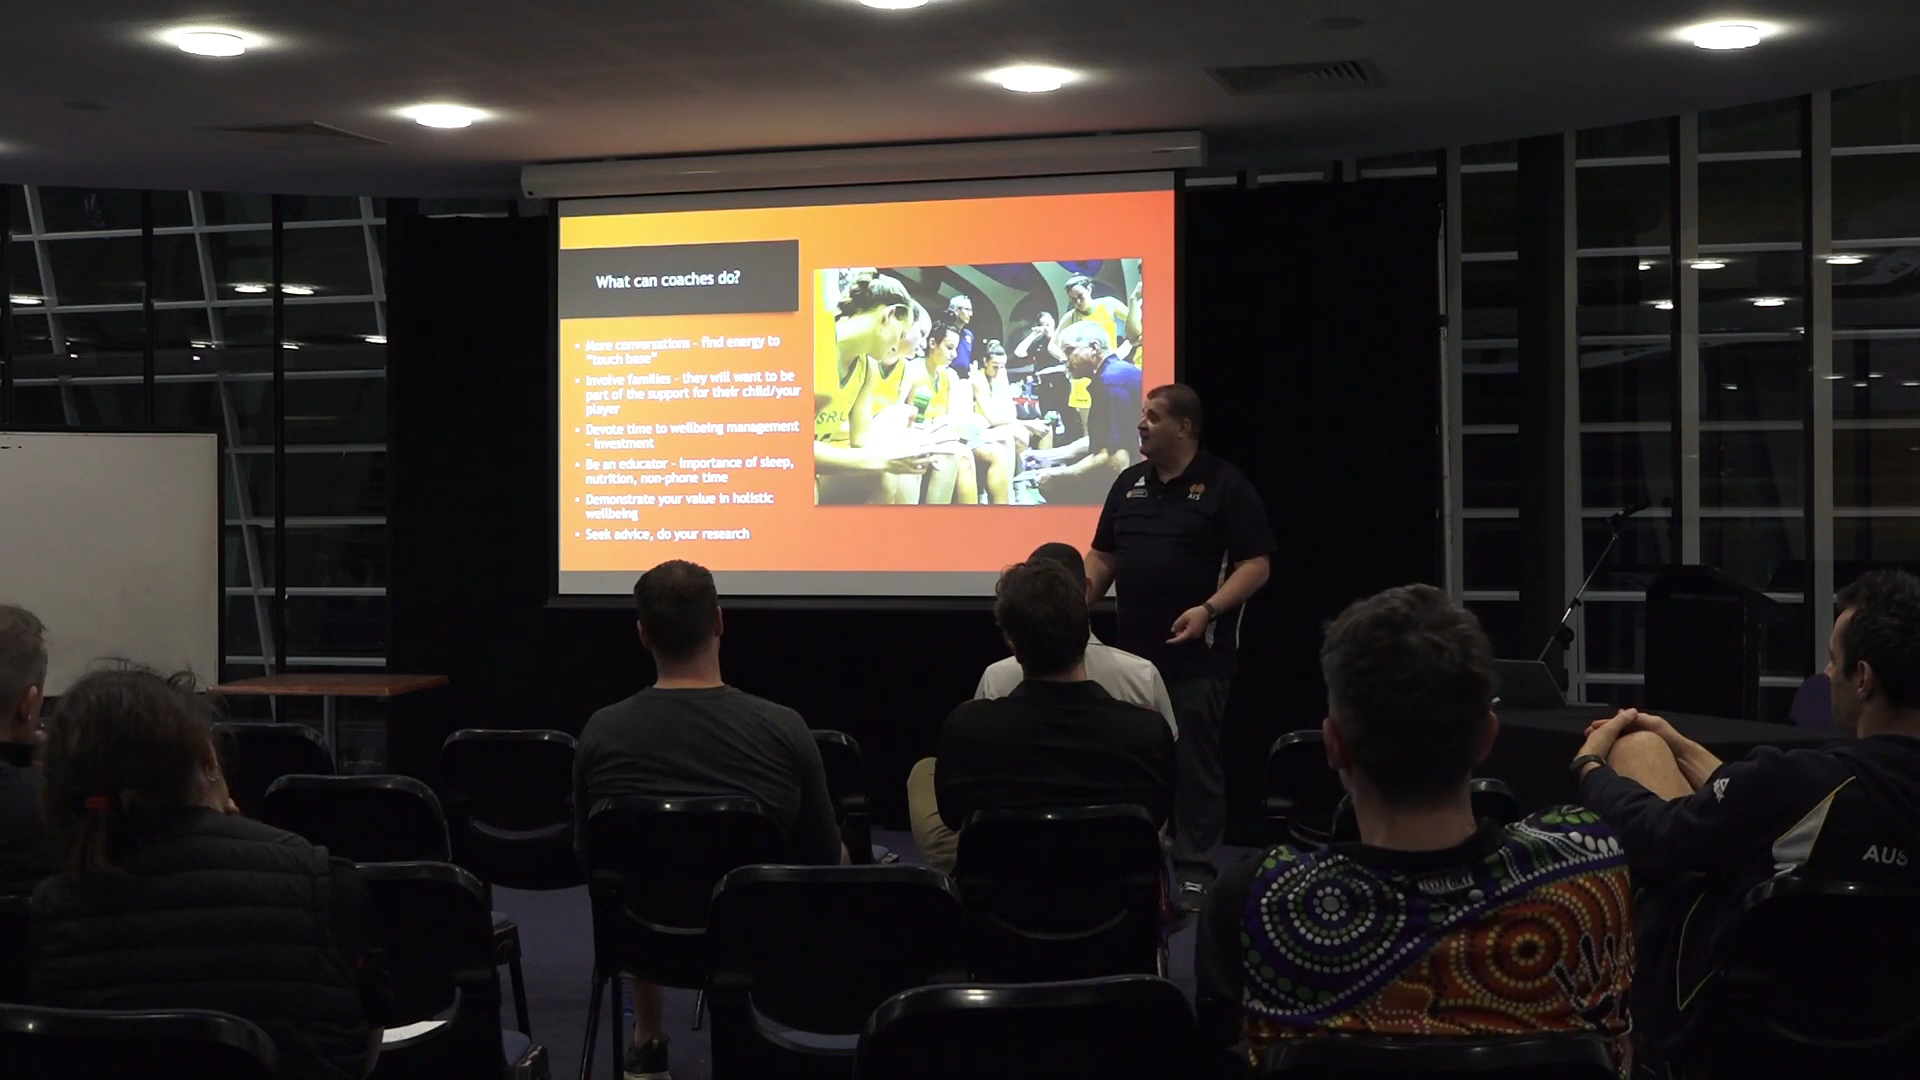 What can coaches do?
• More conversations - find energy to
"touch base"
• Involve families - they will want to be
part of the support for their child/your
player
• Devote time to wellbeing management
- investment
• Be an educator - importance of sleep,
nutrition, non-phone time
• Demonstrate your value in holistic
wellbeing
• Seek advice, do your research
AIS
AUS